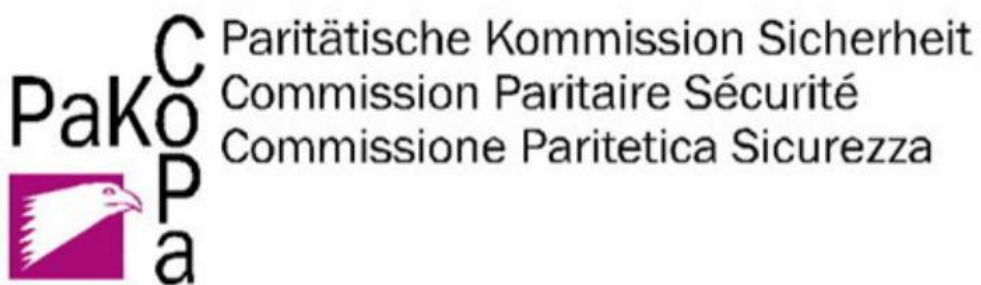 Paritätische Kommission Sicherheit
Commission Paritaire Sécurité
Commissione Paritetica Sicurezza
PaKo
CoPa